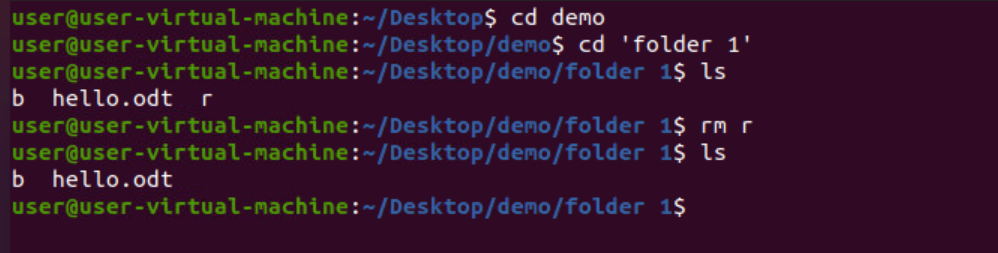 user@user-virtual-machine:~/Desktop$ cd demo
user@user-virtual-machine:~/Desktop/demo$ cd 'folder 1'
user@user-virtual-machine:~/Desktop/demo/folder 1$ ls
b  hello.odt  r
user@user-virtual-machine:~/Desktop/demo/folder 1$ rm r
user@user-virtual-machine:~/Desktop/demo/folder 1$ ls
b  hello.odt
user@user-virtual-machine:~/Desktop/demo/folder 1$